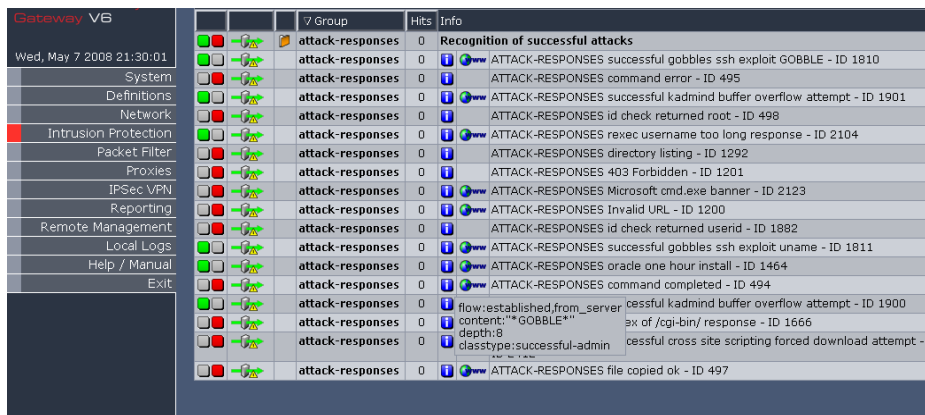 Gateway V6
Wed, May 7 2008 21:30:01
System
Definitions
Network
Intrusion Protection
Packet Filter
Proxies
IPSec VPN
Reporting
Remote Management
Local Logs
Help / Manual
Exit
Group Hits Info
attack-responses 0 Recognition of successful attacks
attack-responses 0 www ATTACK-RESPONSES successful gobbles ssh exploit GOBBLE - ID 1810
attack-responses 0 ATTACK-RESPONSES command error - ID 495
attack-responses 0 www ATTACK-RESPONSES successful kadmind buffer overflow attempt - ID 1901
attack-responses 0 ATTACK-RESPONSES id check returned root - ID 498
attack-responses 0 www ATTACK-RESPONSES rexec username too long response - ID 2104
attack-responses 0 ATTACK-RESPONSES directory listing - ID 1292
attack-responses 0 ATTACK-RESPONSES 403 Forbidden - ID 1201
attack-responses 0 www ATTACK-RESPONSES Microsoft cmd.exe banner - ID 2123
attack-responses 0 www ATTACK-RESPONSES Invalid URL - ID 1200
attack-responses 0 ATTACK-RESPONSES id check returned userid - ID 1882
attack-responses 0 www ATTACK-RESPONSES successful gobbles ssh exploit uname - ID 1811
attack-responses 0 www ATTACK-RESPONSES oracle one hour install - ID 1464
attack-responses 0 www ATTACK-RESPONSES command completed - ID 494
attack-responses 0 cessful kadmind buffer overflow attempt - ID 1900
attack-responses 0 ex of /cgi-bin/ response - ID 1666
attack-responses 0 cessful cross site scripting forced download attempt -
flow:established,from_server
content:"*GOBBLE*"
depth:8
classtype:successful-admin
attack-responses 0 www ATTACK-RESPONSES file copied ok - ID 497